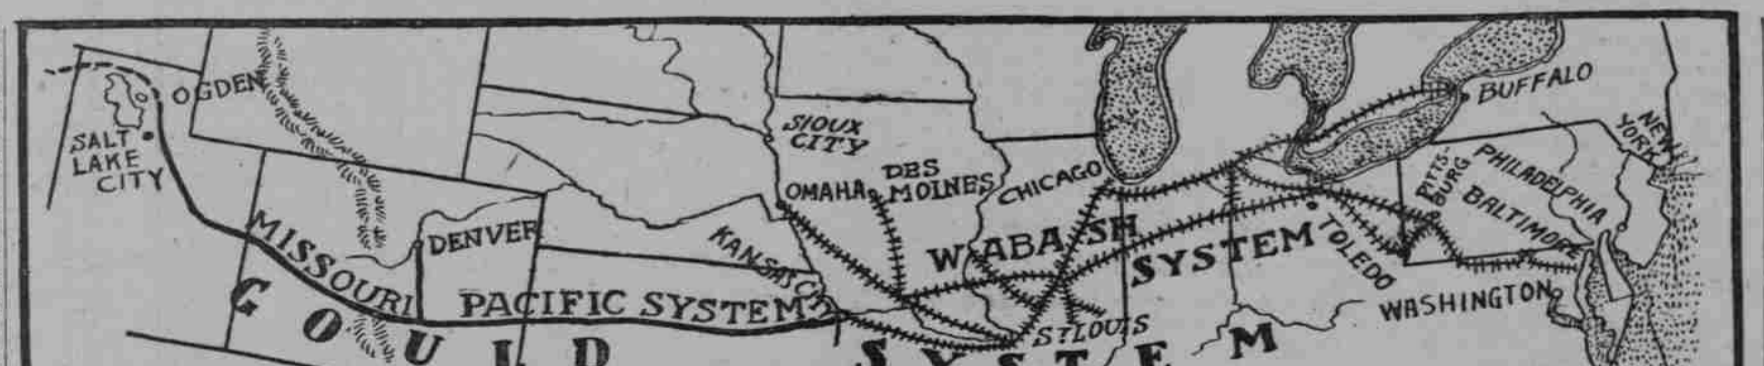 OGDEN
SALT
LAKE
CITY
SIOUX
CITY
OMAHA
DES
MOINES
CHICAGO
BUFFALO
NEW
YORK
PITTS-
BURG
PHILADELPHIA
BALTIMORE
TOLEDO
WASHINGTON
DENVER
KANSAS C.
ST. LOUIS
MISSOURI PACIFIC SYSTEM
WABASH SYSTEM
GOULD SYSTEM